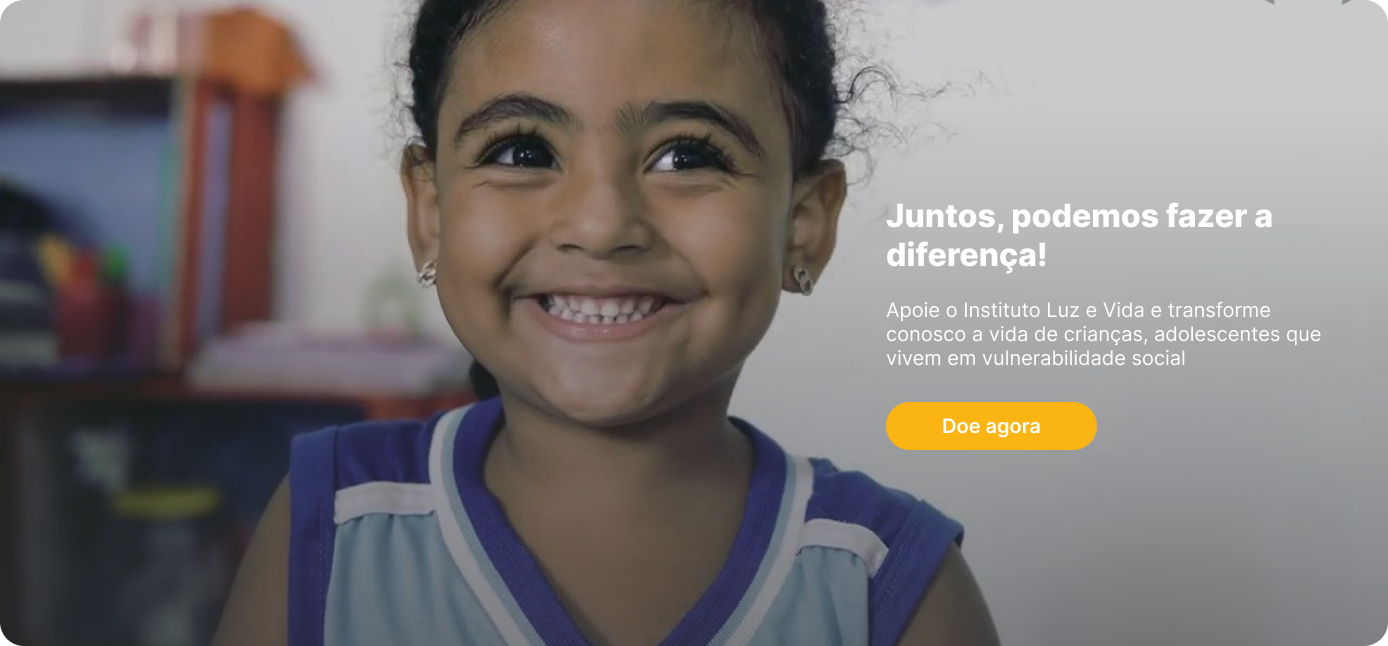 Juntos, podemos fazer a
diferença!
Apoie o Instituto Luz e Vida e transforme
conosco a vida de crianças, adolescentes que
vivem em vulnerabilidade social
Doe agora